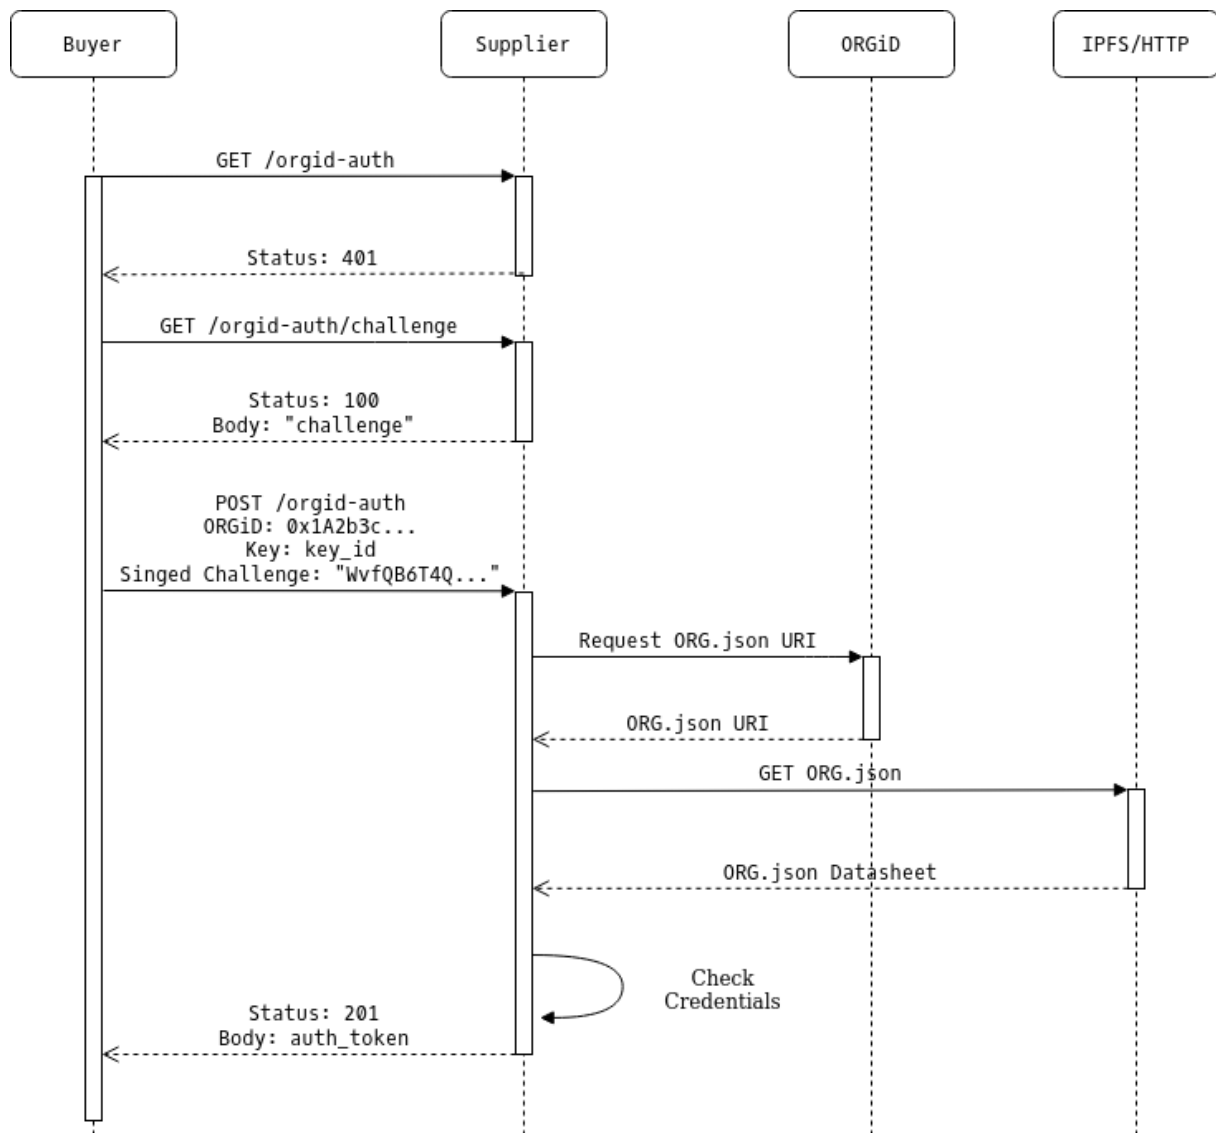 Buyer
Supplier
ORGiD
IPFS/HTTP
GET /orgid-auth
Status: 401
GET /orgid-auth/challenge
Status: 100
Body: "challenge"
POST /orgid-auth
ORGiD: 0x1A2b3c...
Key: key_id
Singed Challenge: "WvfQB6T4Q..."
Request ORG.json URI
ORG.json URI
GET ORG.json
ORG.json Datasheet
Check
Credentials
Status: 201
Body: auth_token